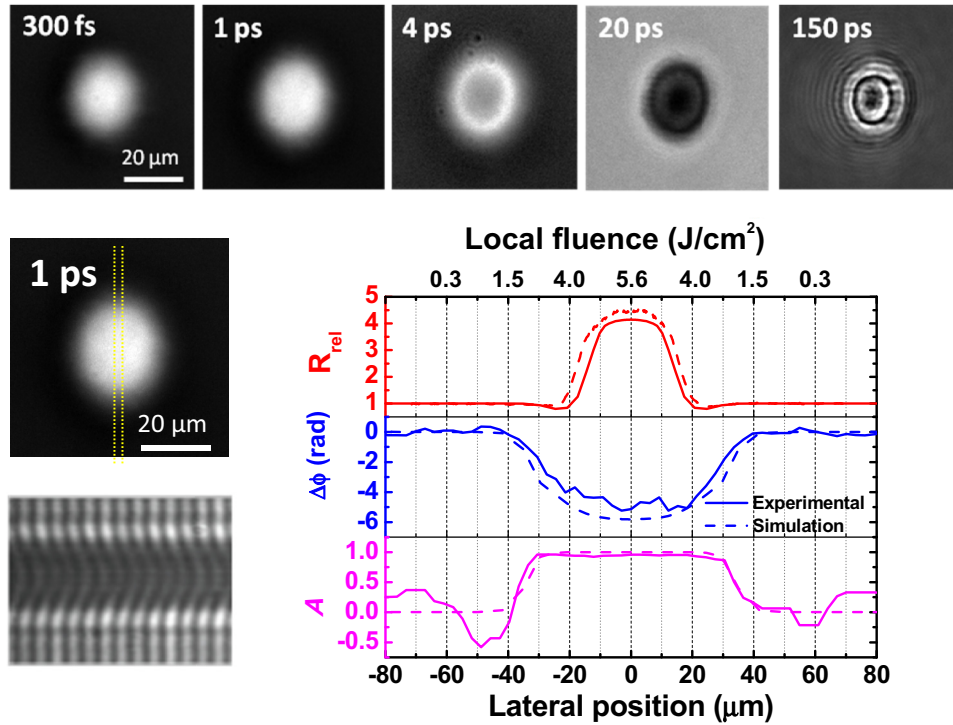 300 fs
1 ps
4 ps
20 ps
150 ps
20 µm
1 ps
20 µm
Local fluence (J/cm²)
0.3 1.5 4.0 5.6 4.0 1.5 0.3
R_rel
5
4
3
2
1
Δϕ (rad)
0
-2
-4
-6
Experimental
Simulation
A
1.0
0.5
0.0
-0.5
-80 -60 -40 -20 0 20 40 60 80
Lateral position (µm)